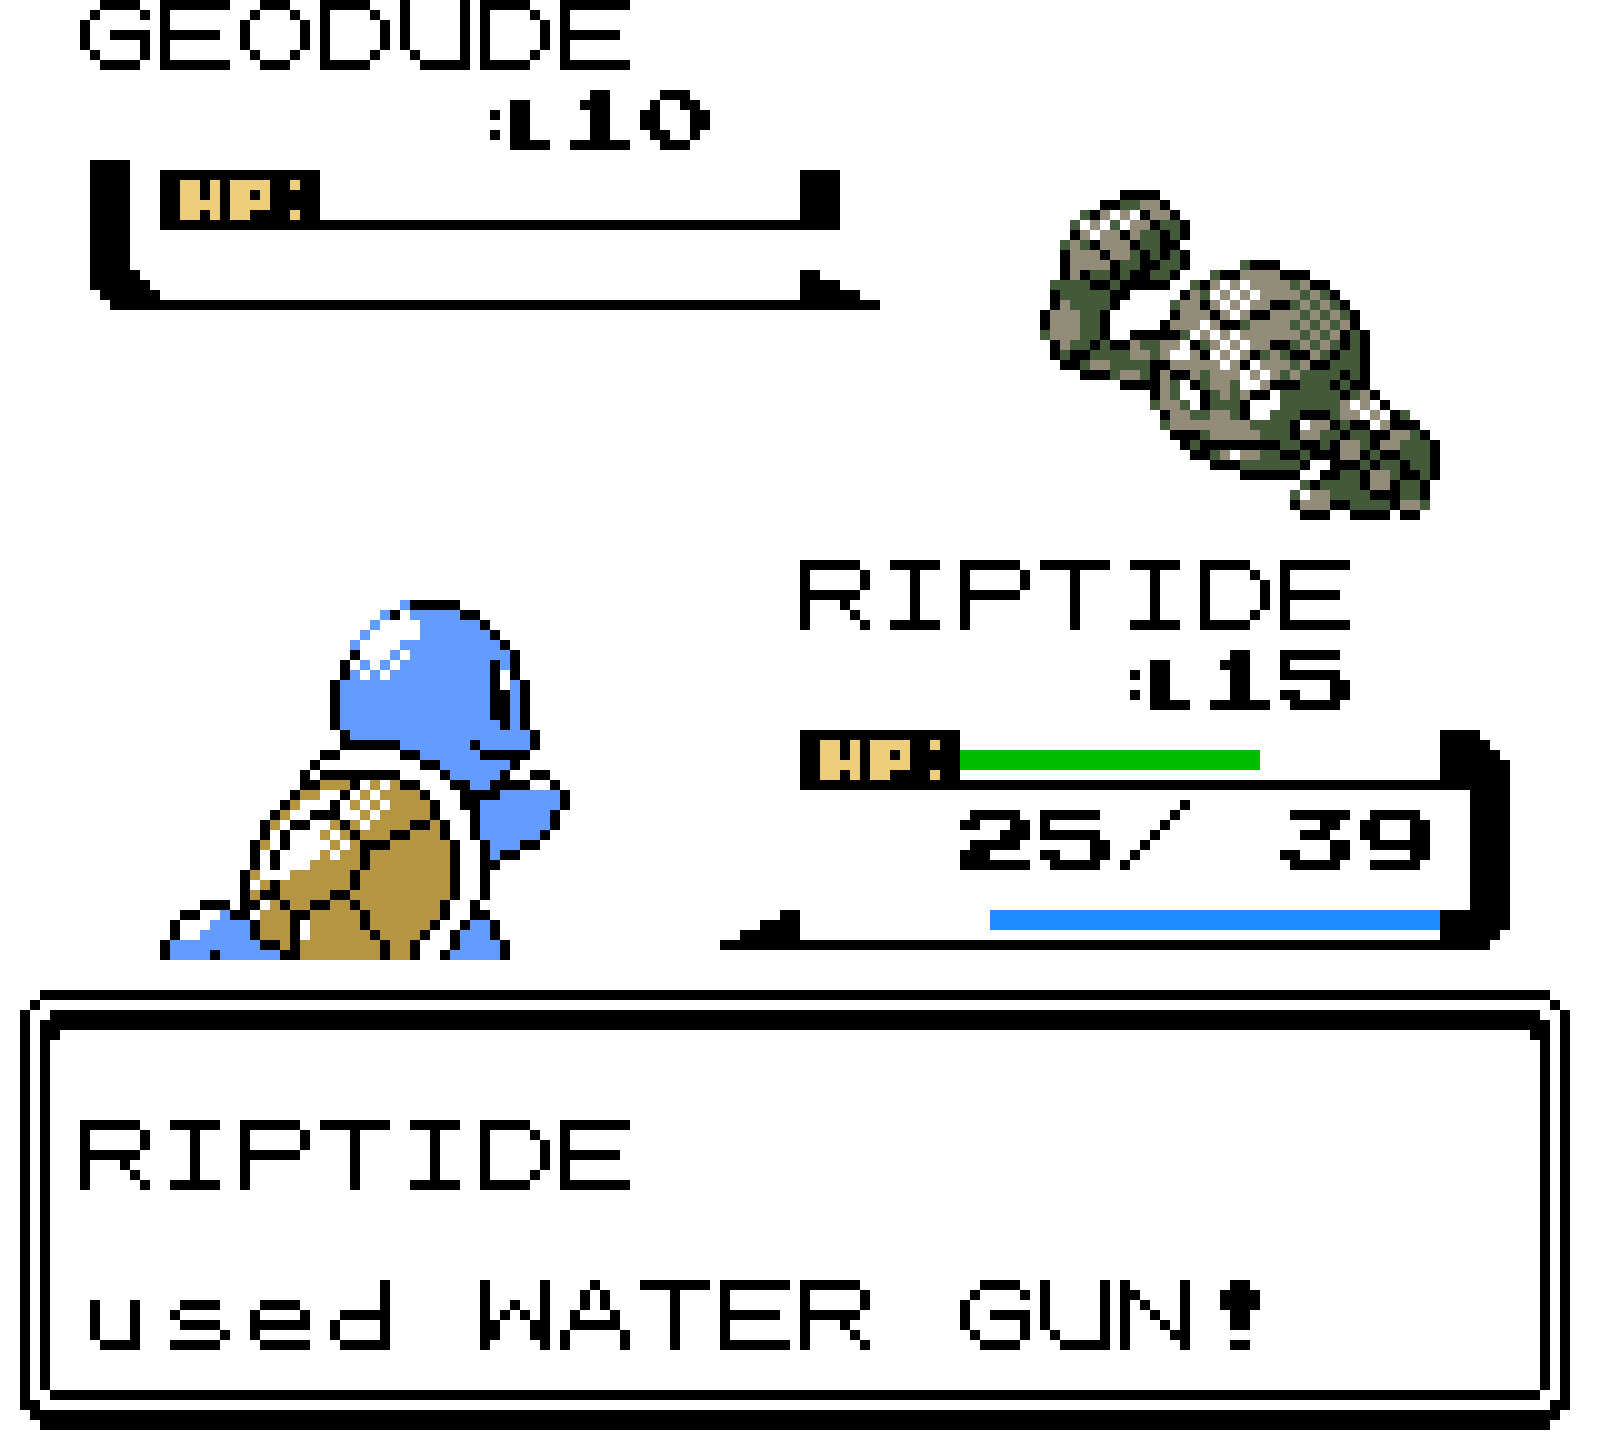 GEODUDE
:L10
HP:
RIPTIDE
:L15
HP:
25/ 39
RIPTIDE
used WATER GUN!